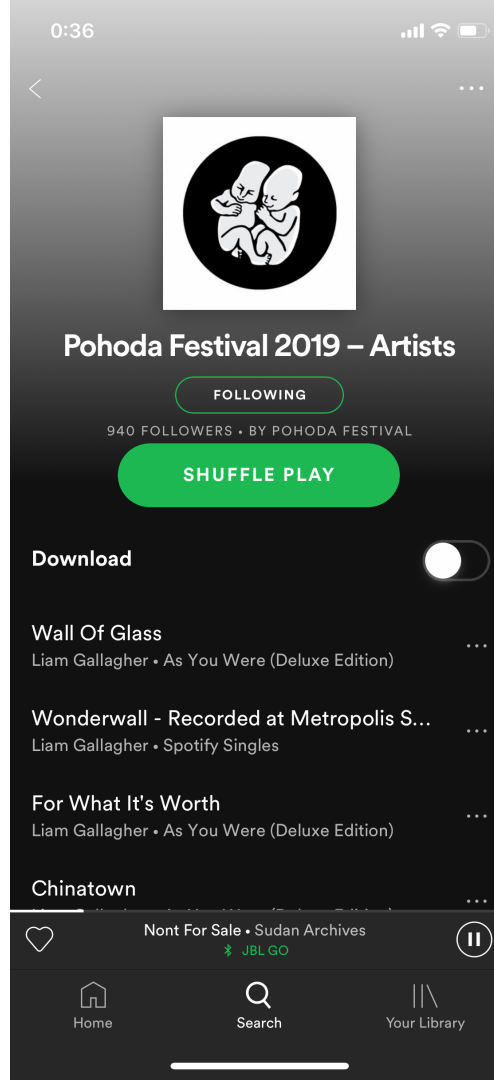 0:36
Pohoda Festival 2019 – Artists
FOLLOWING
940 FOLLOWERS • BY POHODA FESTIVAL
SHUFFLE PLAY
Download
Wall Of Glass
Liam Gallagher • As You Were (Deluxe Edition)
Wonderwall - Recorded at Metropolis S...
Liam Gallagher • Spotify Singles
For What It's Worth
Liam Gallagher • As You Were (Deluxe Edition)
Chinatown
Nont For Sale • Sudan Archives
JBL GO
Home
Search
Your Library